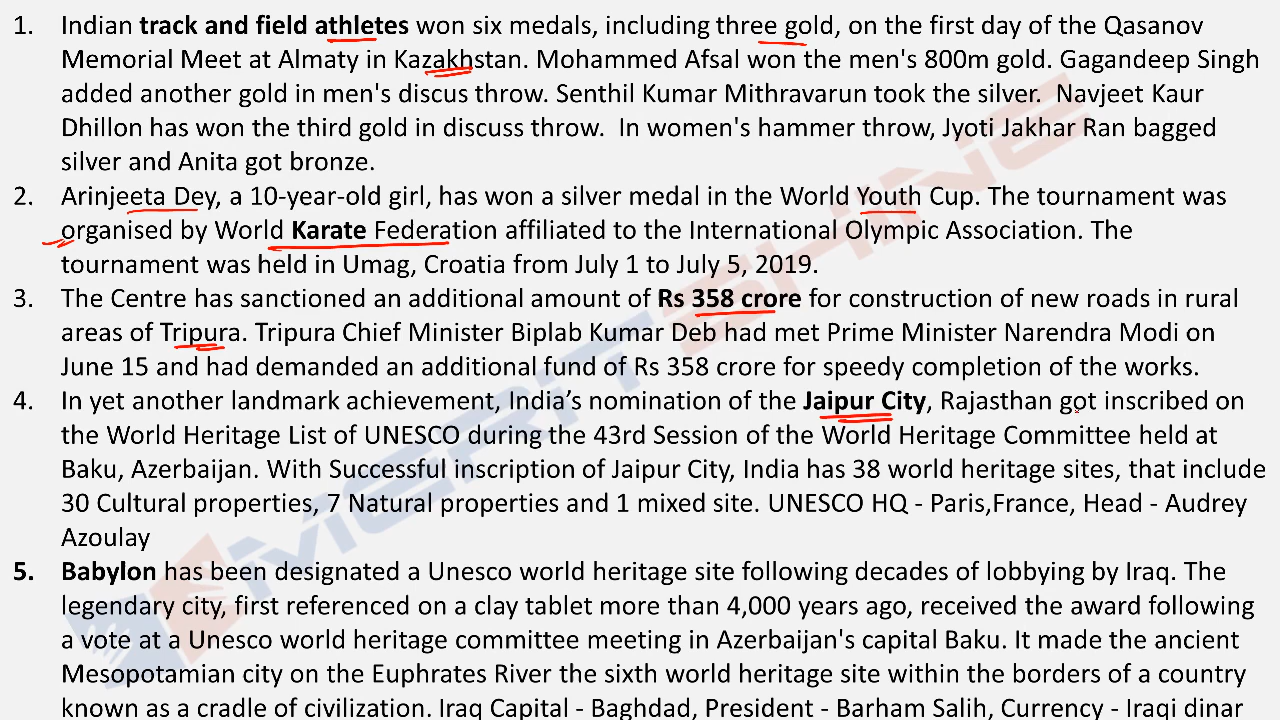 1. Indian track and field athletes won six medals, including three gold, on the first day of the Qasanov
Memorial Meet at Almaty in Kazakhstan. Mohammed Afsal won the men's 800m gold. Gagandeep Singh
added another gold in men's discus throw. Senthil Kumar Mithravarun took the silver. Navjeet Kaur
Dhillon has won the third gold in discuss throw. In women's hammer throw, Jyoti Jakhar Ran bagged
silver and Anita got bronze.
2. Arinjeeta Dey, a 10-year-old girl, has won a silver medal in the World Youth Cup. The tournament was
organised by World Karate Federation affiliated to the International Olympic Association. The
tournament was held in Umag, Croatia from July 1 to July 5, 2019.
3. The Centre has sanctioned an additional amount of Rs 358 crore for construction of new roads in rural
areas of Tripura. Tripura Chief Minister Biplab Kumar Deb had met Prime Minister Narendra Modi on
June 15 and had demanded an additional fund of Rs 358 crore for speedy completion of the works.
4. In yet another landmark achievement, India’s nomination of the Jaipur City, Rajasthan got inscribed on
the World Heritage List of UNESCO during the 43rd Session of the World Heritage Committee held at
Baku, Azerbaijan. With Successful inscription of Jaipur City, India has 38 world heritage sites, that include
30 Cultural properties, 7 Natural properties and 1 mixed site. UNESCO HQ - Paris,France, Head - Audrey
Azoulay
5. Babylon has been designated a Unesco world heritage site following decades of lobbying by Iraq. The
legendary city, first referenced on a clay tablet more than 4,000 years ago, received the award following
a vote at a Unesco world heritage committee meeting in Azerbaijan's capital Baku. It made the ancient
Mesopotamian city on the Euphrates River the sixth world heritage site within the borders of a country
known as a cradle of civilization. Iraq Capital - Baghdad, President - Barham Salih, Currency - Iraqi dinar
MERIT SHINE